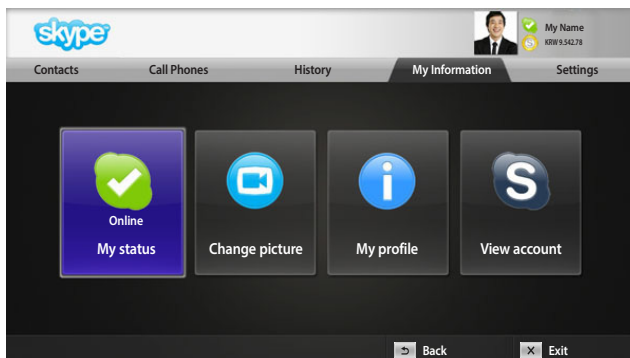 skype
My Name
KRW 9.542.78
Contacts Call Phones History My Information Settings
Online
My status Change picture My profile View account
Back Exit